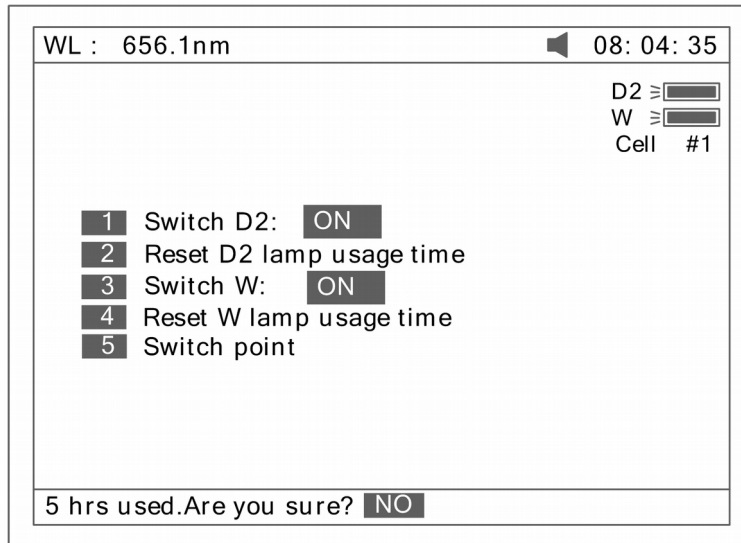 WL : 656.1nm 08: 04: 35
D2
W
Cell #1
1 Switch D2: ON
2 Reset D2 lamp usage time
3 Switch W: ON
4 Reset W lamp usage time
5 Switch point
5 hrs used.Are you sure? NO